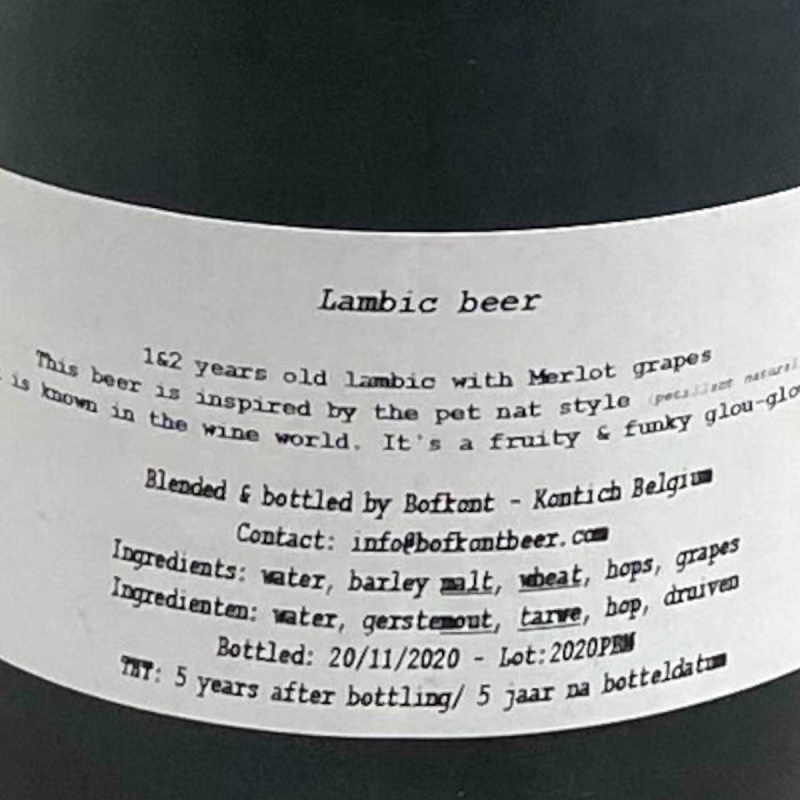 Lambic beer
1&2 years old lambic with Merlot grapes
This beer is inspired by the pet nat style (petillant natural
is known in the wine world. It's a fruity & funky glou-glou
Blended & bottled by Bofkont - Kontich Belgium
Contact: info@bofkontbeer.com
Ingredients: water, barley malt, wheat, hops, grapes
Ingredienten: water, gerstemout, tarwe, hop, druiven
Bottled: 20/11/2020 - Lot:2020PBM
THT: 5 years after bottling/ 5 jaar na botteldatum